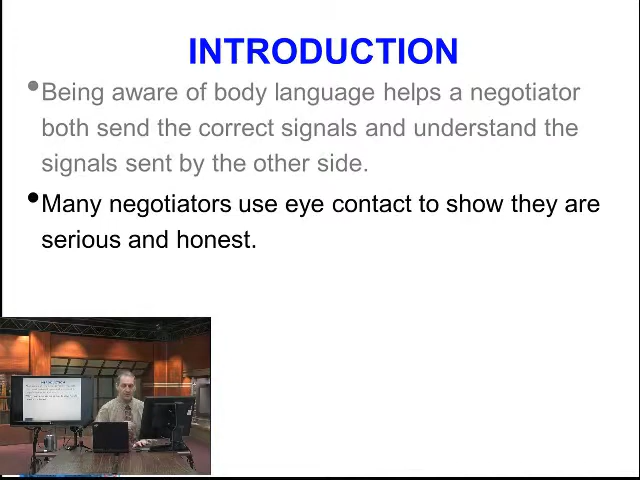 INTRODUCTION
•Being aware of body language helps a negotiator
both send the correct signals and understand the
signals sent by the other side.
•Many negotiators use eye contact to show they are
serious and honest.